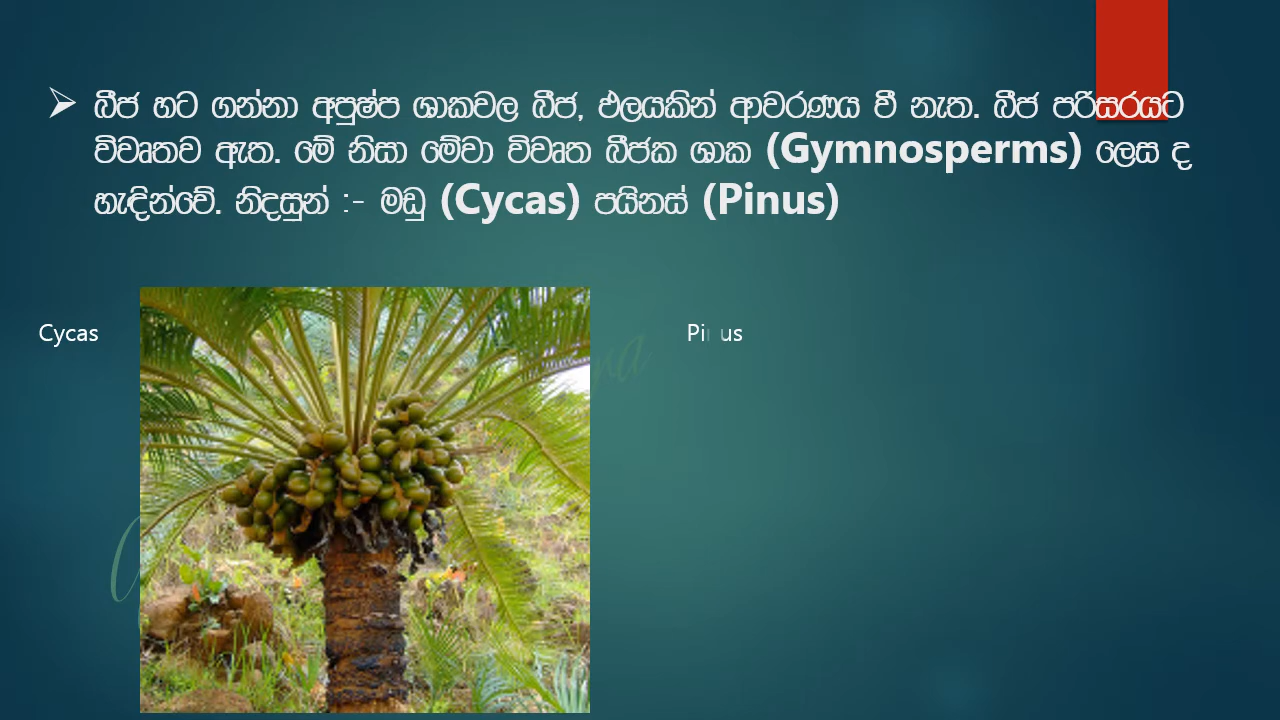 ➢ බීජ හට ගන්නා අපුෂ්ප ශාකවල බීජ, ඵලයකින් ආවරණය වී නැත. බීජ පරිසරයට
විවෘතව ඇත. මේ නිසා මේවා විවෘත බීජක ශාක (Gymnosperms) ලෙස ද
හැඳින්වේ. නිදසුන් :- මඩු (Cycas) පයිනස් (Pinus)
Cycas
Pinus